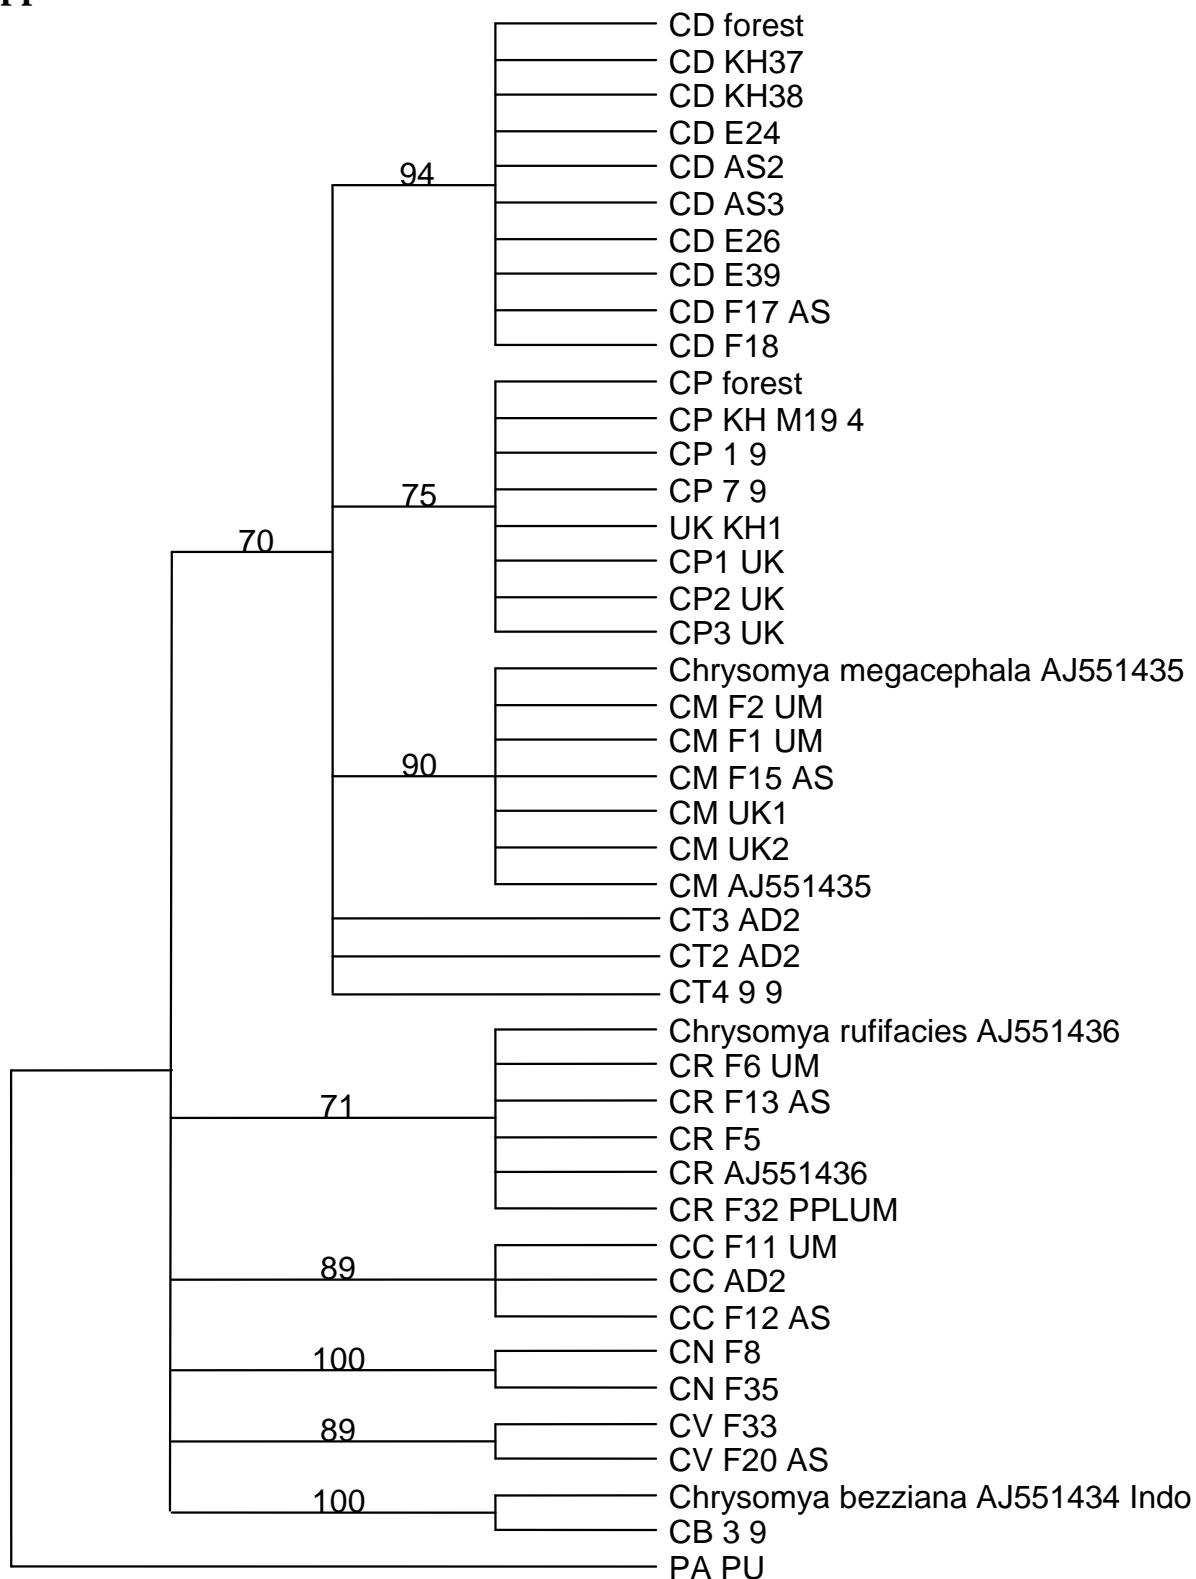 CD forest
CD KH37
CD KH38
CD E24
94
CD AS2
CD AS3
CD E26
CD E39
CD F17 AS
CD F18
CP forest
CP KH M19 4
CP 1 9
75
CP 7 9
UK KH1
70
CP1 UK
CP2 UK
CP3 UK
Chrysomya megacephala AJ551435
CM F2 UM
CM F1 UM
90
CM F15 AS
CM UK1
CM UK2
CM AJ551435
CT3 AD2
CT2 AD2
CT4 9 9
Chrysomya rufifacies AJ551436
CR F6 UM
71
CR F13 AS
CR F5
CR AJ551436
CR F32 PPLUM
CC F11 UM
89
CC AD2
CC F12 AS
100
CN F8
CN F35
89
CV F33
CV F20 AS
100
Chrysomya bezziana AJ551434 Indo
CB 3 9
PA PU